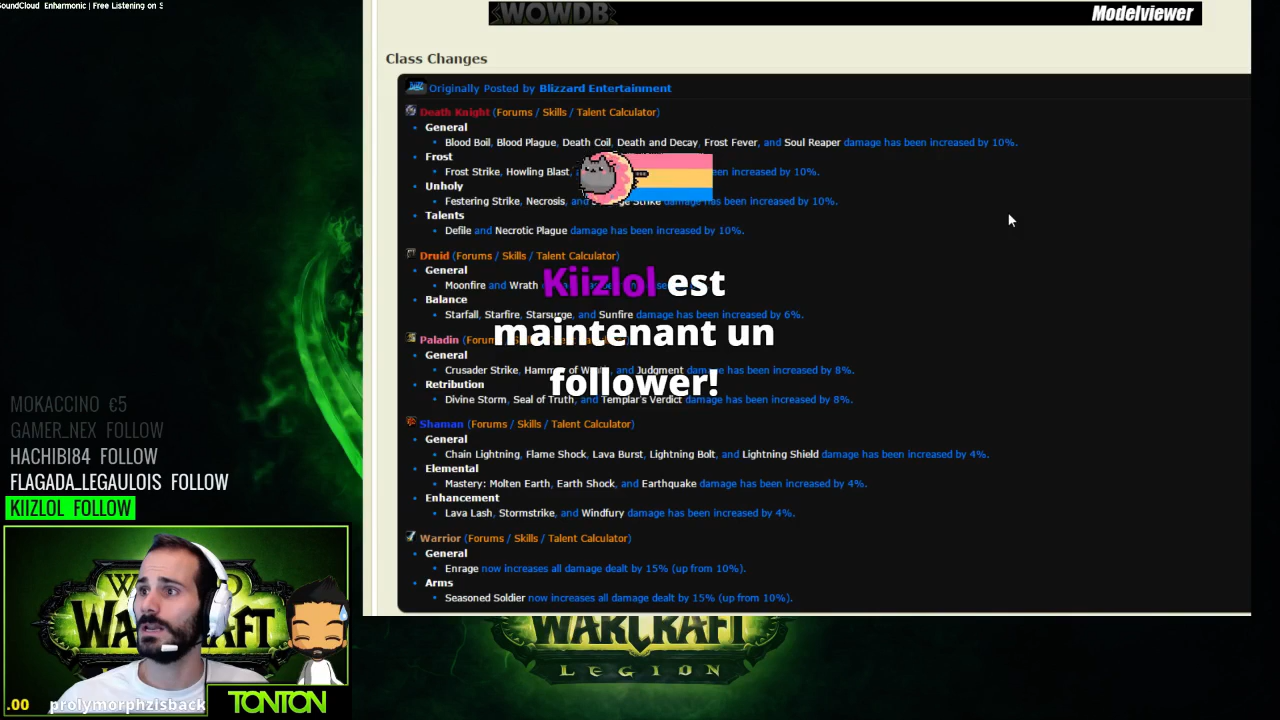 SoundCloud Enharmonic | Free Listening on S
WOWDB
Modelviewer
Class Changes
Originally Posted by Blizzard Entertainment
Death Knight (Forums / Skills / Talent Calculator)
General
Blood Boil, Blood Plague, Death Coil, Death and Decay, Frost Fever, and Soul Reaper damage has been increased by 10%.
Frost
Frost Strike, Howling Blast, been increased by 10%.
Unholy
Festering Strike, Necrosis, and Strike damage has been increased by 10%.
Talents
Defile and Necrotic Plague damage has been increased by 10%.
Druid (Forums / Skills / Talent Calculator)
General
Moonfire and Wrath
Balance
Starfall, Starfire, Starsurge, and Sunfire damage has been increased by 6%.
Paladin
General
Crusader Strike, and Judgment damage has been increased by 8%.
Retribution
Divine Storm, Seal of Truth, and Templar's Verdict damage has been increased by 8%.
Shaman (Forums / Skills / Talent Calculator)
General
Chain Lightning, Flame Shock, Lava Burst, Lightning Bolt, and Lightning Shield damage has been increased by 4%.
Elemental
Mastery: Molten Earth, Earth Shock, and Earthquake damage has been increased by 4%.
Enhancement
Lava Lash, Stormstrike, and Windfury damage has been increased by 4%.
Warrior (Forums / Skills / Talent Calculator)
General
Enrage now increases all damage dealt by 15% (up from 10%).
Arms
Seasoned Soldier now increases all damage dealt by 15% (up from 10%).
Kiizlol est
maintenant un
follower!
MOKACCINO €5
GAMER_NEX FOLLOW
HACHIBI84 FOLLOW
FLAGADA_LEGAULOIS FOLLOW
KIIZLOL FOLLOW
WARCRAFT
LEGION
.00 prolymorphzisback
TONTON